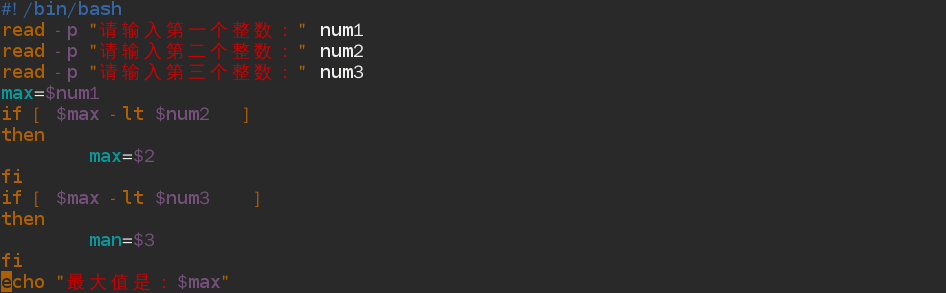 #!/bin/bash
read -p "请输入第一个整数：" num1
read -p "请输入第二个整数：" num2
read -p "请输入第三个整数：" num3
max=$num1
if [ $max -lt $num2   ]
then
        max=$2
fi
if [ $max -lt $num3    ]
then
        man=$3
fi
echo "最大值是：$max"